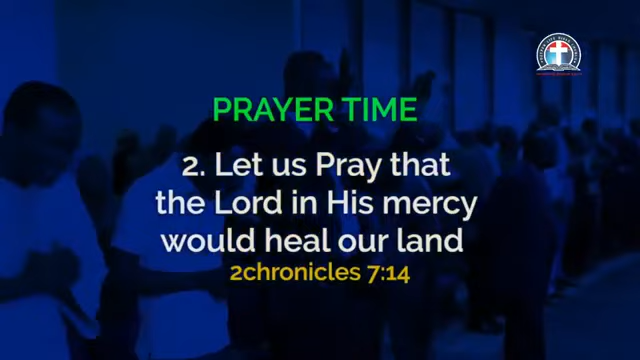 PRAYER TIME
2. Let us Pray that
the Lord in His mercy
would heal our land
2chronicles 7:14